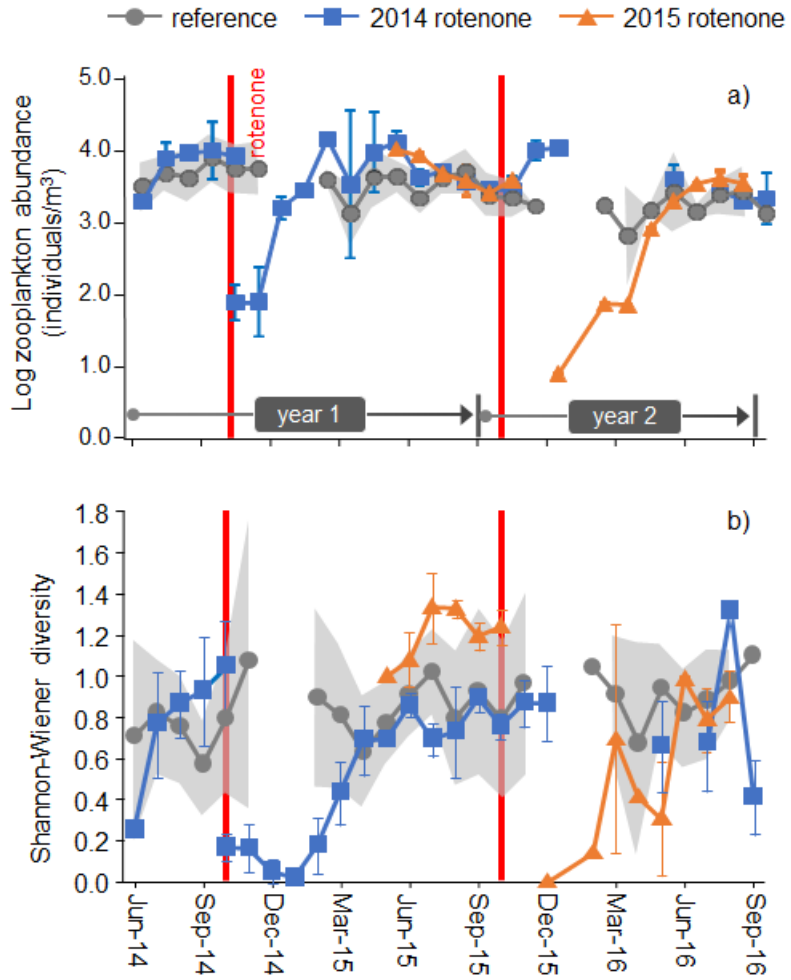 reference 2014 rotenone 2015 rotenone
a)
rotenone
Log zooplankton abundance
(individuals/m³)
5.0
4.0
3.0
2.0
1.0
0.0
year 1 year 2
b)
Shannon-Wiener diversity
1.8
1.6
1.4
1.2
1.0
0.8
0.6
0.4
0.2
0.0
Jun-14 Sep-14 Dec-14 Mar-15 Jun-15 Sep-15 Dec-15 Mar-16 Jun-16 Sep-16